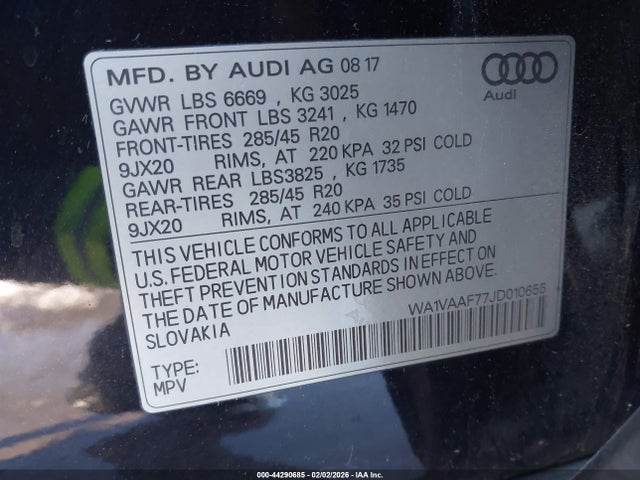 MFD. BY AUDI AG 08 17
Audi
GVWR LBS 6669 , KG 3025
GAWR FRONT LBS 3241 , KG 1470
FRONT-TIRES 285/45 R20
9JX20 RIMS, AT 220 KPA 32 PSI COLD
GAWR REAR LBS3825 , KG 1735
REAR-TIRES 285/45 R20
9JX20 RIMS, AT 240 KPA 35 PSI COLD
THIS VEHICLE CONFORMS TO ALL APPLICABLE
U.S. FEDERAL MOTOR VEHICLE SAFETY AND
THEFT PREVENTION STANDARDS IN EFFECT ON
THE DATE OF MANUFACTURE SHOWN ABOVE.
SLOVAKIA
WA1VAAF77JD010655
TYPE:
MPV
000-44290685 - 02/02/2026 - IAA Inc.